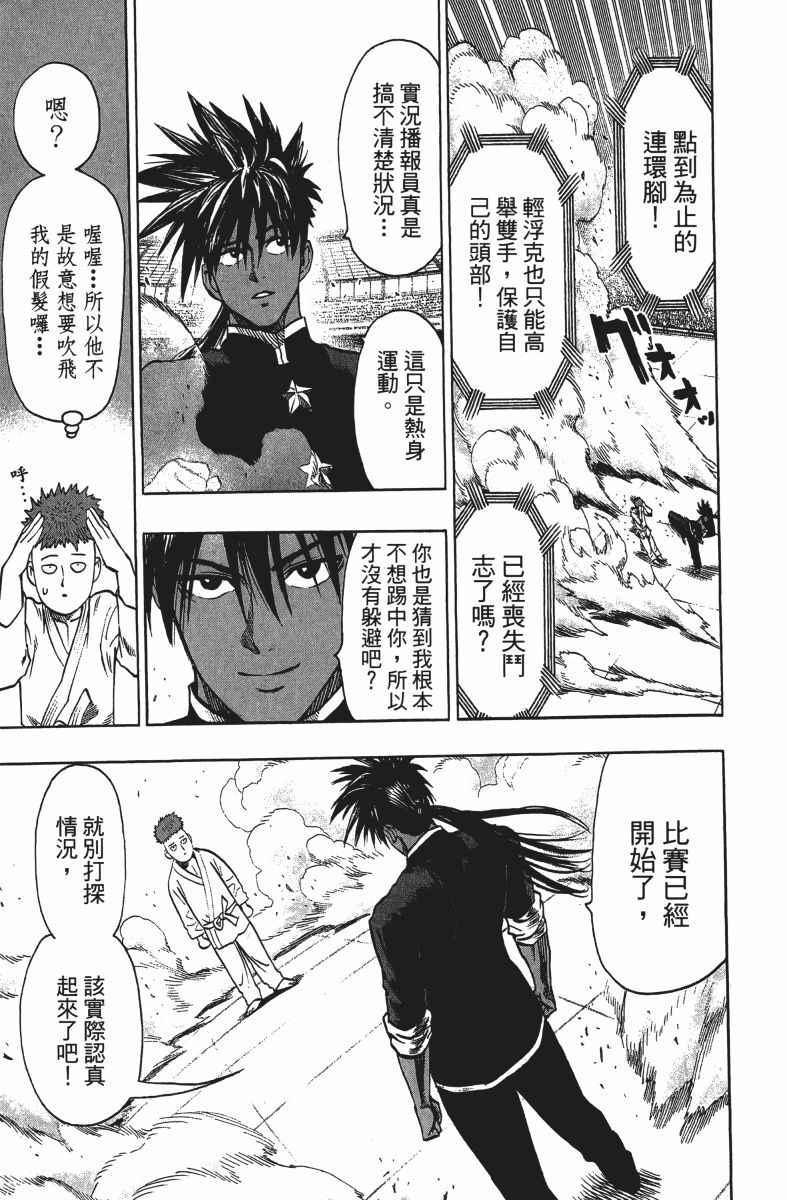 點到為止的
連環腳！
輕浮克也只能高
舉雙手，保護自
己的頭部！
ゴオオッ
已經喪失鬥
志了嗎？
實況播報員真是
搞不清楚狀況…
這只是熱身
運動。
你也是猜到我根本
不想踢中你，所以
才沒有躲避吧？
嗯？
喔喔…所以他不
是故意想要吹飛
我的假髮囉…
呼…
比賽已經
開始了，
就別打探
情況，
該實際認真
起來了吧！